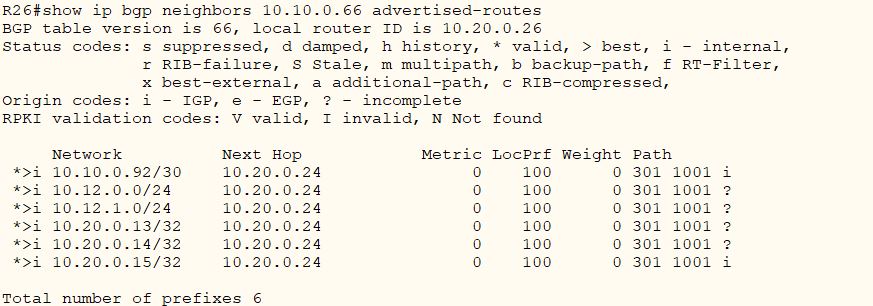 R26#show ip bgp neighbors 10.10.0.66 advertised-routes
BGP table version is 66, local router ID is 10.20.0.26
Status codes: s suppressed, d damped, h history, * valid, > best, i - internal,
              r RIB-failure, S Stale, m multipath, b backup-path, f RT-Filter,
              x best-external, a additional-path, c RIB-compressed,
Origin codes: i - IGP, e - EGP, ? - incomplete
RPKI validation codes: V valid, I invalid, N Not found

     Network          Next Hop            Metric LocPrf Weight Path
 *>i 10.10.0.92/30    10.20.0.24               0    100      0 301 1001 i
 *>i 10.12.0.0/24     10.20.0.24               0    100      0 301 1001 ?
 *>i 10.12.1.0/24     10.20.0.24               0    100      0 301 1001 ?
 *>i 10.20.0.13/32    10.20.0.24               0    100      0 301 1001 ?
 *>i 10.20.0.14/32    10.20.0.24               0    100      0 301 1001 ?
 *>i 10.20.0.15/32    10.20.0.24               0    100      0 301 1001 i

Total number of prefixes 6